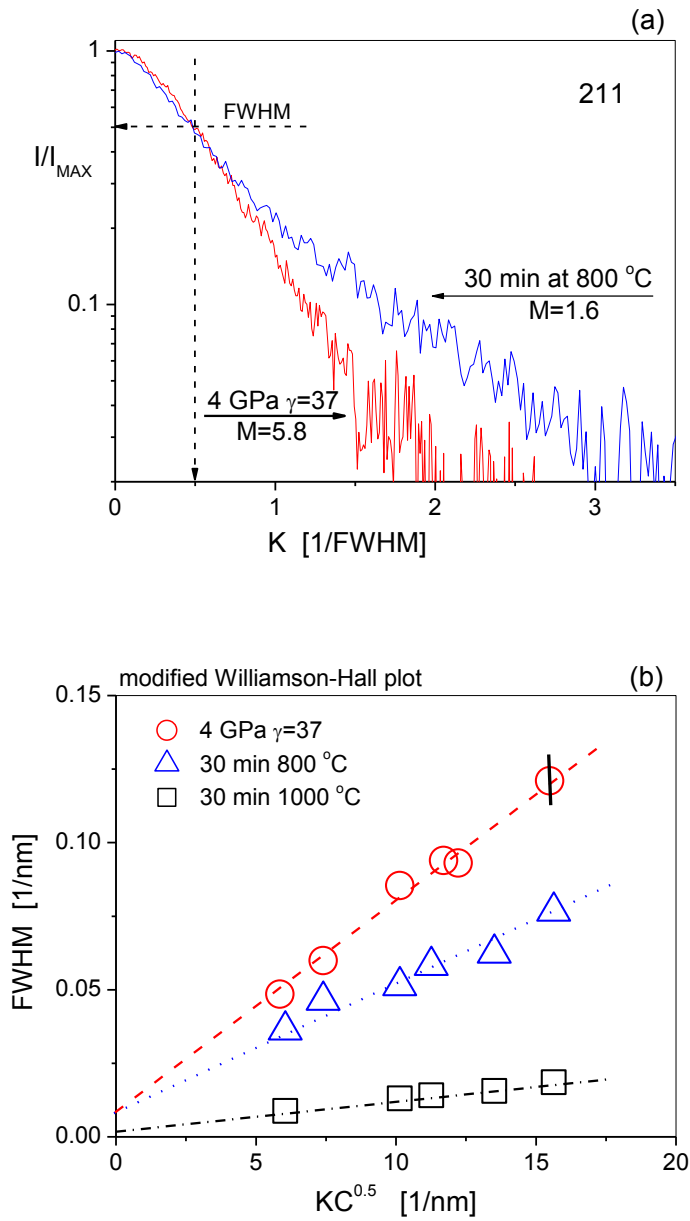 (a)
1
FWHM
211
I/I_MAX
30 min at 800 °C
M=1.6
0.1
4 GPa γ=37
M=5.8
0 1 2 3
K [1/FWHM]
modified Williamson-Hall plot (b)
0.15
4 GPa γ=37
30 min 800 °C
30 min 1000 °C
0.10
FWHM [1/nm]
0.05
0.00
0 5 10 15 20
KC^0.5 [1/nm]